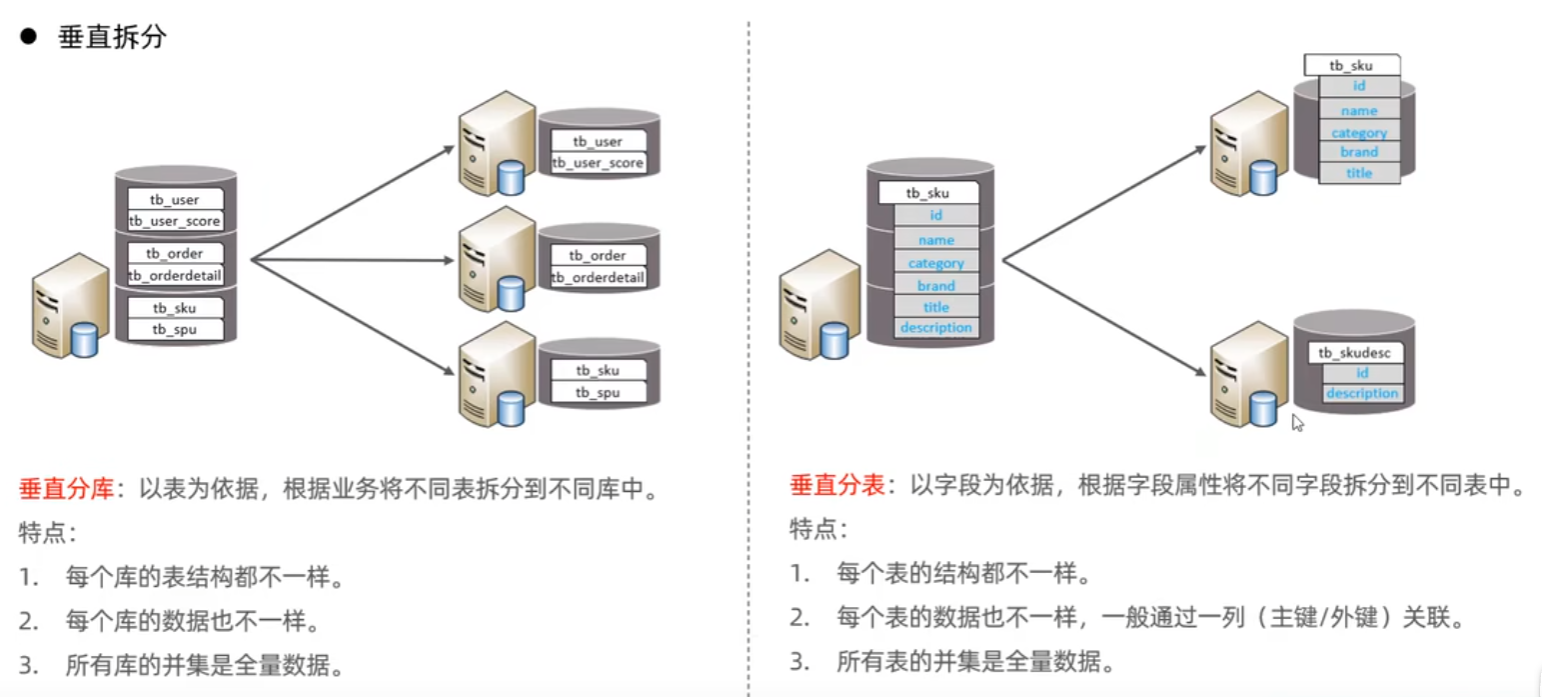 ● 垂直拆分
tb_user
tb_user_score
tb_order
tb_orderdetail
tb_sku
tb_spu
tb_user
tb_user_score
tb_order
tb_orderdetail
tb_sku
tb_spu
垂直分库：以表为依据，根据业务将不同表拆分到不同库中。
特点：
1. 每个库的表结构都不一样。
2. 每个库的数据也不一样。
3. 所有库的并集是全量数据。
tb_sku
id
name
category
brand
title
description
tb_sku
id
name
category
brand
title
tb_skudesc
id
description
垂直分表：以字段为依据，根据字段属性将不同字段拆分到不同表中。
特点：
1. 每个表的结构都不一样。
2. 每个表的数据也不一样，一般通过一列（主键/外键）关联。
3. 所有表的并集是全量数据。